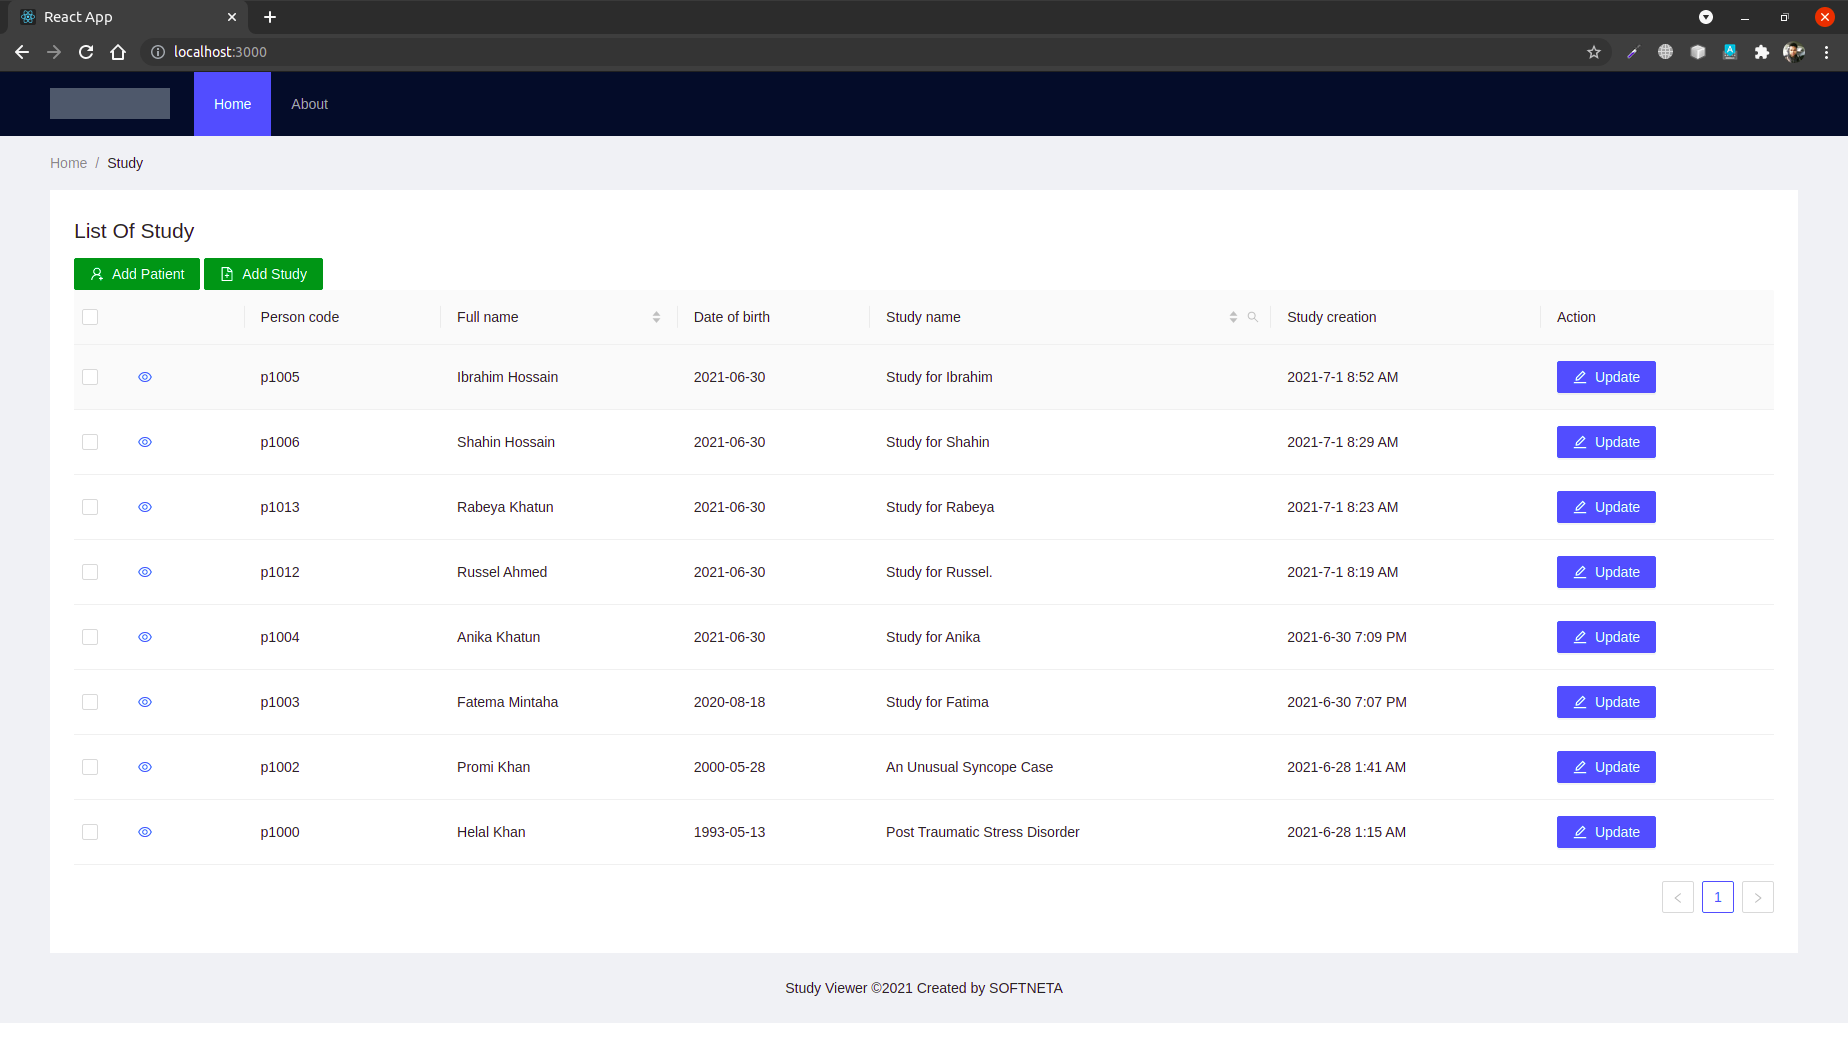 React App
localhost:3000
Home About
Home / Study
List Of Study
Add Patient Add Study
Person code Full name Date of birth Study name Study creation Action
p1005 Ibrahim Hossain 2021-06-30 Study for Ibrahim 2021-7-1 8:52 AM Update
p1006 Shahin Hossain 2021-06-30 Study for Shahin 2021-7-1 8:29 AM Update
p1013 Rabeya Khatun 2021-06-30 Study for Rabeya 2021-7-1 8:23 AM Update
p1012 Russel Ahmed 2021-06-30 Study for Russel. 2021-7-1 8:19 AM Update
p1004 Anika Khatun 2021-06-30 Study for Anika 2021-6-30 7:09 PM Update
p1003 Fatema Mintaha 2020-08-18 Study for Fatima 2021-6-30 7:07 PM Update
p1002 Promi Khan 2000-05-28 An Unusual Syncope Case 2021-6-28 1:41 AM Update
p1000 Helal Khan 1993-05-13 Post Traumatic Stress Disorder 2021-6-28 1:15 AM Update
1
Study Viewer ©2021 Created by SOFTNETA